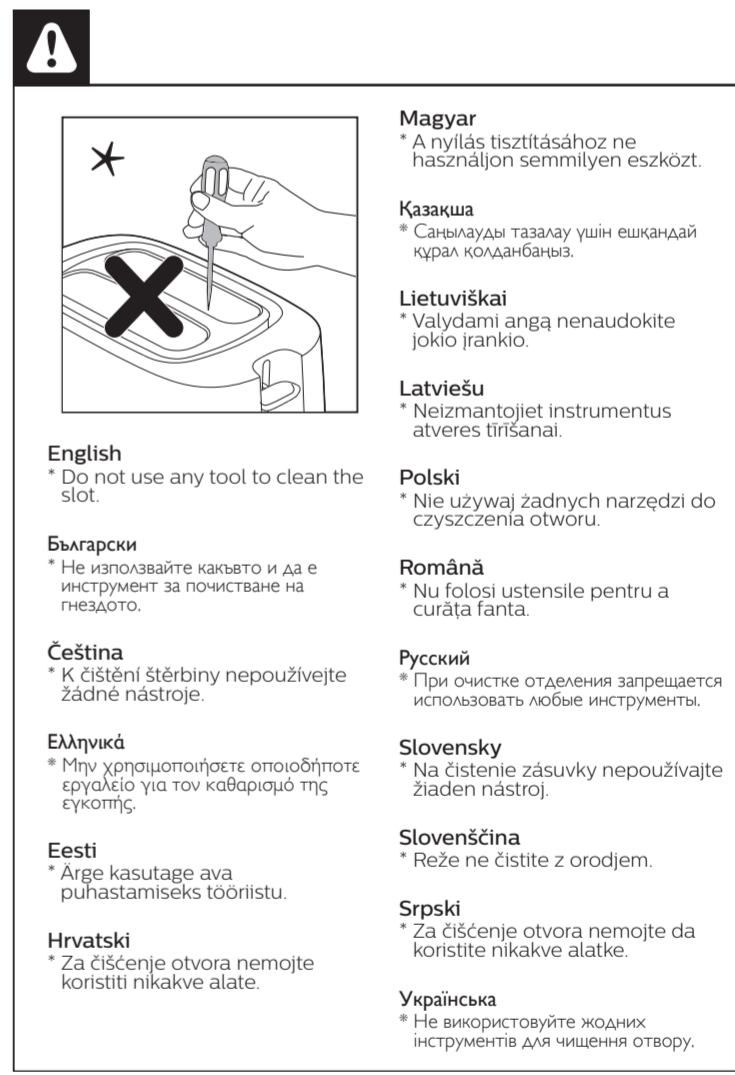 English
* Do not use any tool to clean the
slot.
Български
* Не използвайте какъвто и да е
инструмент за почистване на
гнездото.
Čeština
* K čištění štěrbiny nepoužívejte
žádné nástroje.
Ελληνικά
* Μην χρησιμοποιήσετε οποιοδήποτε
εργαλείο για τον καθαρισμό της
εγκοπής.
Eesti
* Ärge kasutage ava
puhastamiseks tööriistu.
Hrvatski
* Za čišćenje otvora nemojte
koristiti nikakve alate.
Magyar
* A nyílás tisztításához ne
használjon semmilyen eszközt.
Қазақша
* Саңылауды тазалау үшін ешқандай
құрал қолданбаңыз.
Lietuviškai
* Valydami angą nenaudokite
jokio įrankio.
Latviešu
* Neizmantojiet instrumentus
atveres tīrīšanai.
Polski
* Nie używaj żadnych narzędzi do
czyszczenia otworu.
Română
* Nu folosi ustensile pentru a
curăța fanta.
Русский
* При очистке отделения запрещается
использовать любые инструменты.
Slovensky
* Na čistenie zásuvky nepoužívajte
žiaden nástroj.
Slovenščina
* Reže ne čistite z orodjem.
Srpski
* Za čišćenje otvora nemojte da
koristite nikakve alatke.
Українська
* Не використовуйте жодних
інструментів для чищення отвору.